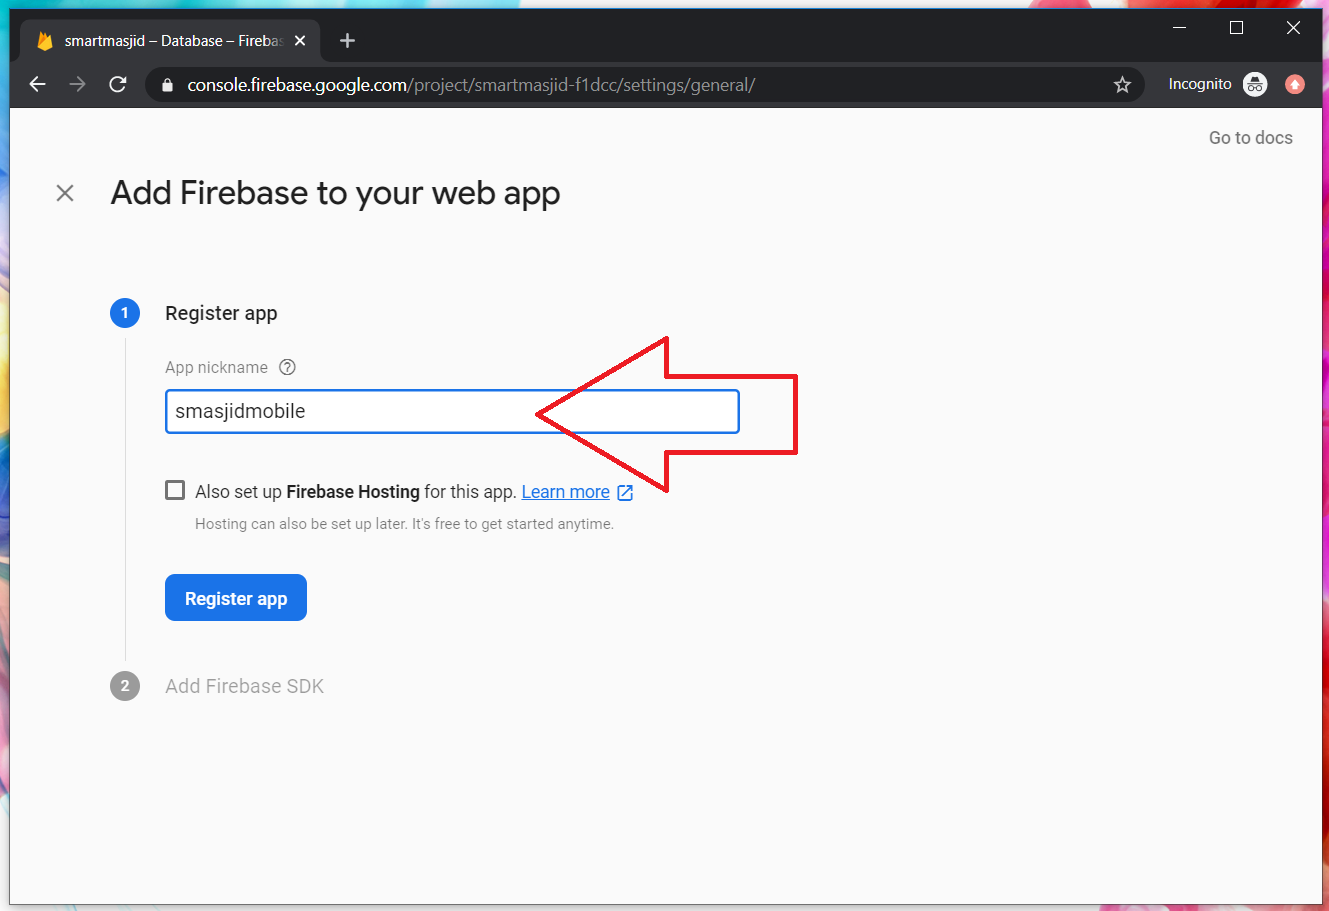 smartmasjid – Database – Fireba
console.firebase.google.com/project/smartmasjid-f1dcc/settings/general/
Incognito
Go to docs
Add Firebase to your web app
1 Register app
App nickname ?
smasjidmobile
Also set up Firebase Hosting for this app. Learn more
Hosting can also be set up later. It's free to get started anytime.
Register app
2 Add Firebase SDK